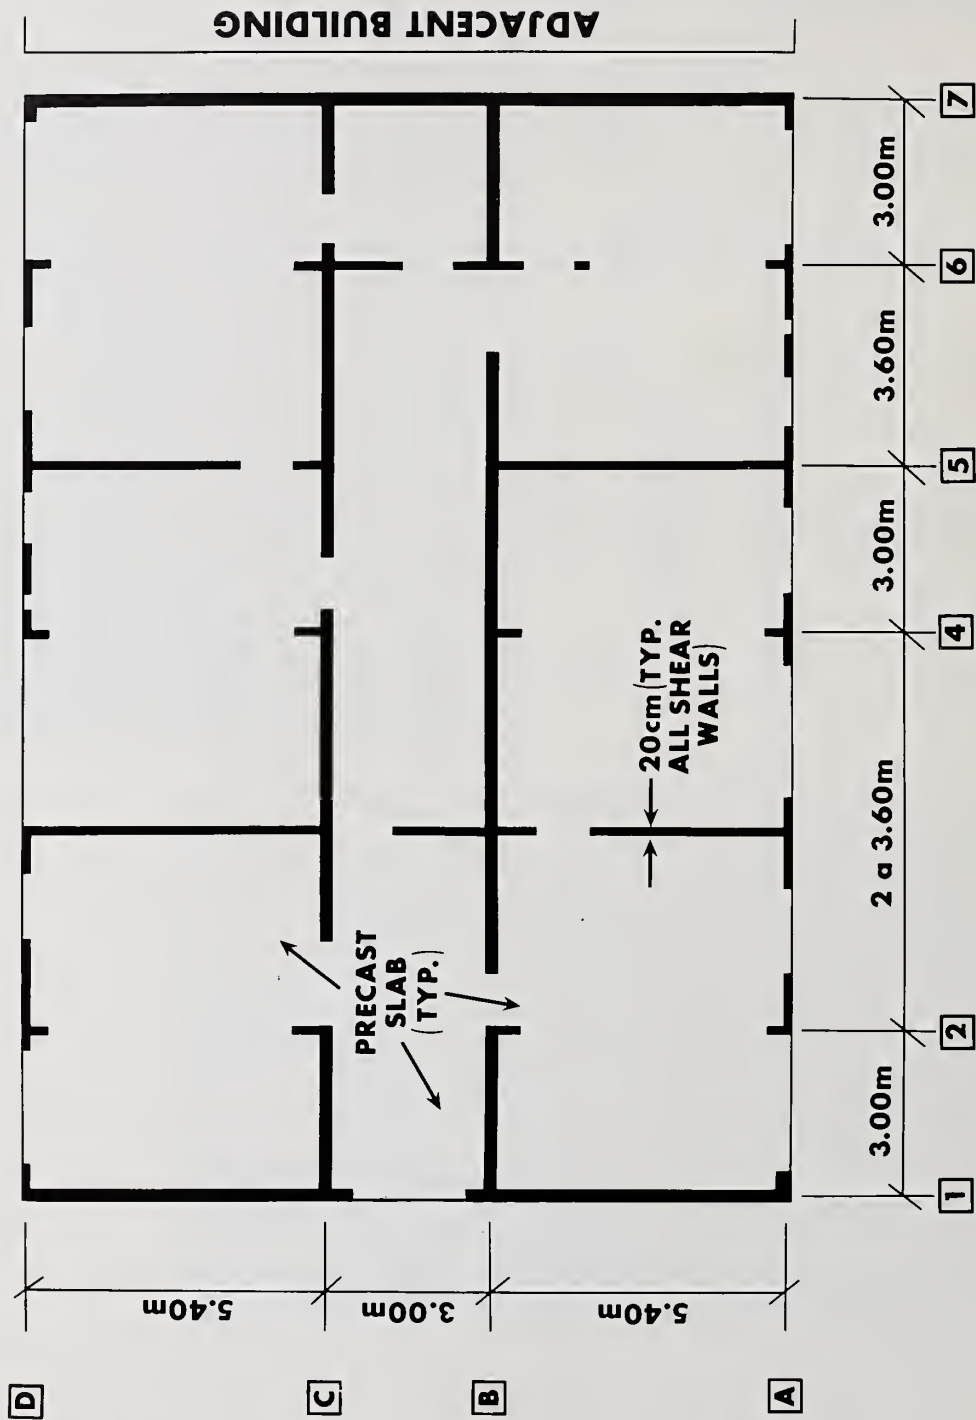 ADJACENT BUILDING
D
C
B
A
5.40m
3.00m
5.40m
PRECAST
SLAB
(TYP.)
20cm (TYP.
ALL SHEAR
WALLS)
3.00m
2 a 3.60m
3.00m
3.60m
3.00m
1
2
4
5
6
7